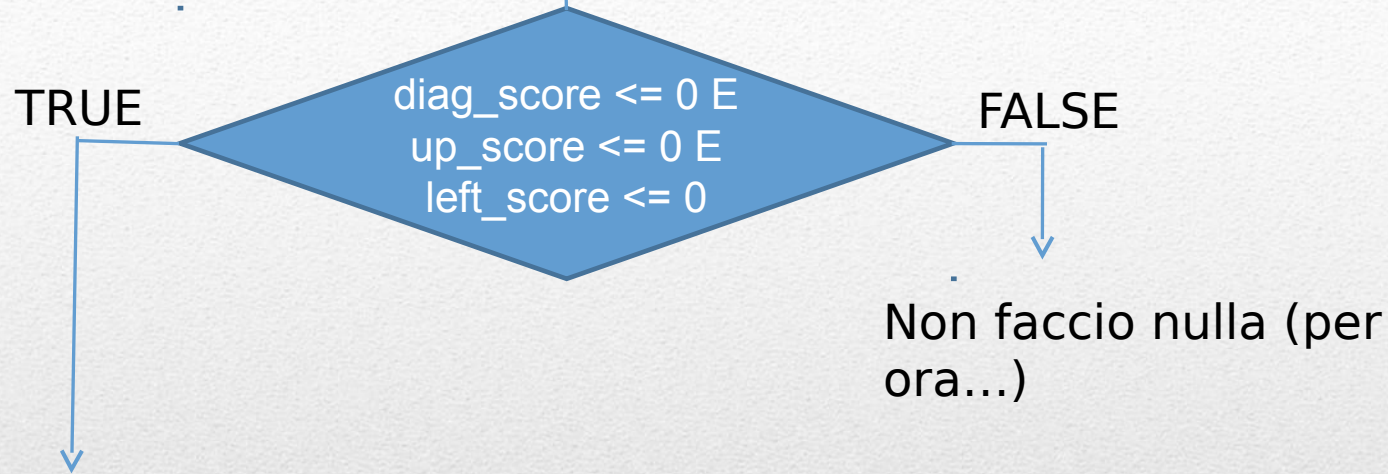 TRUE
diag_score <= 0 E
up_score <= 0 E
left_score <= 0
FALSE
Non faccio nulla (per
ora...)